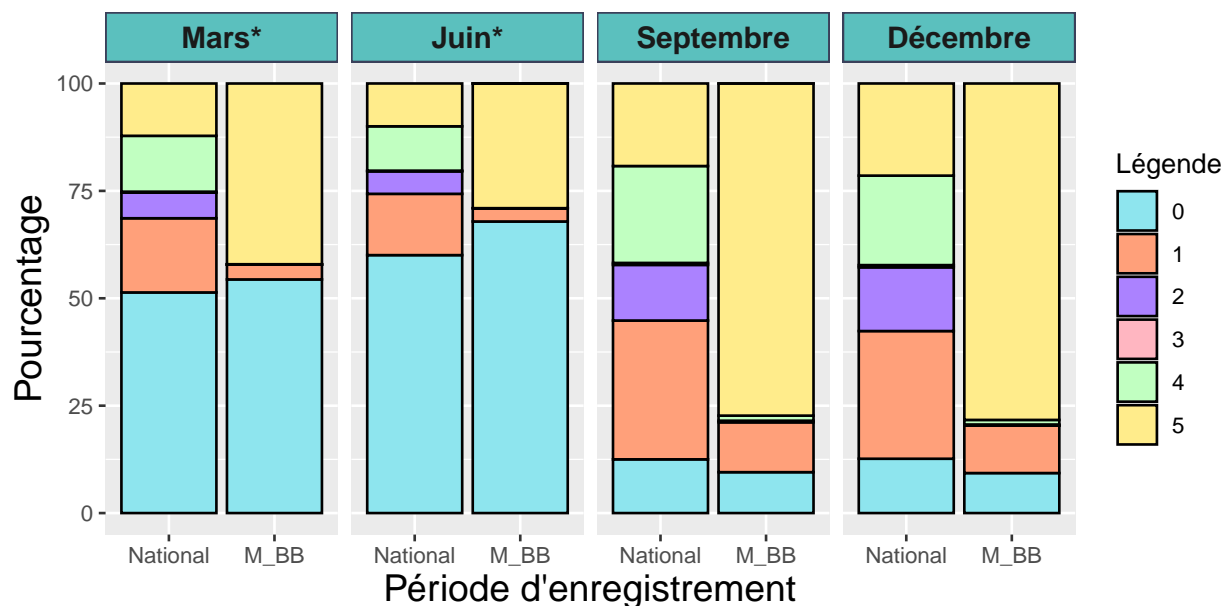 Mars* Juin* Septembre Décembre
Pourcentage
100
75
50
25
0
National M_BB National M_BB National M_BB National M_BB
Période d'enregistrement
Légende
0
1
2
3
4
5